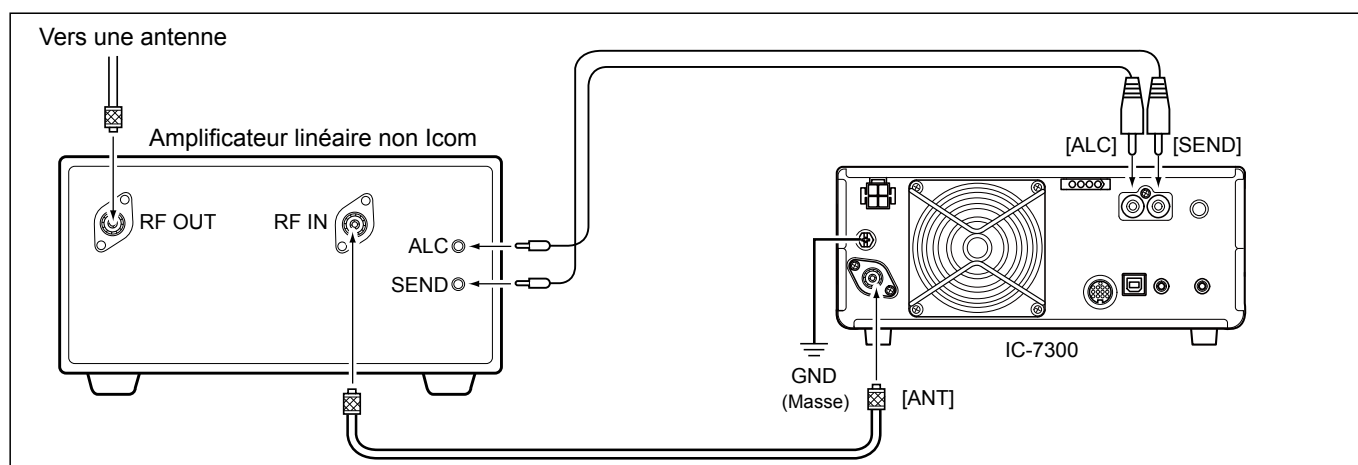 Vers une antenne
Amplificateur linéaire non Icom
RF OUT
RF IN
ALC
SEND
[ALC]
[SEND]
IC-7300
GND
(Masse)
[ANT]